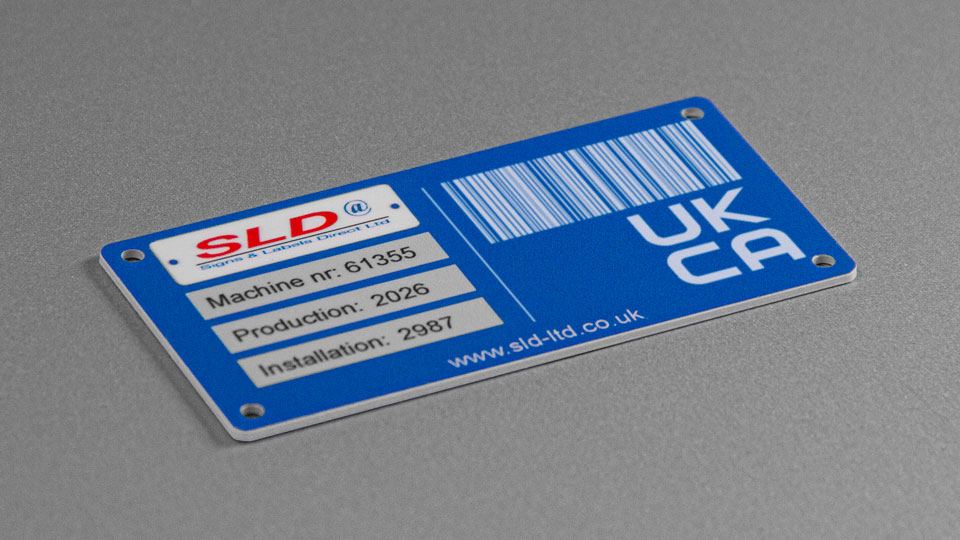 SLD@
Signs & Labels Direct Ltd
Machine nr: 61355
Production: 2026
Installation: 2987
UK
CA
www.sld-ltd.co.uk